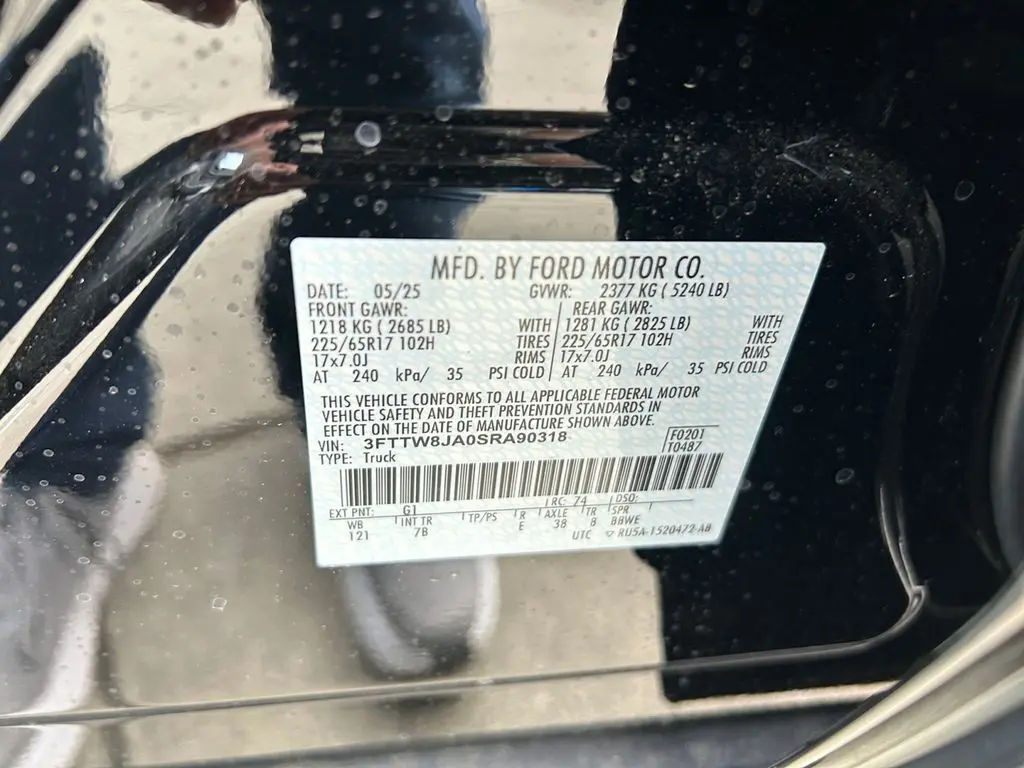 MFD. BY FORD MOTOR CO.
DATE: 05/25 GVWR: 2377 KG ( 5240 LB)
FRONT GAWR: REAR GAWR:
1218 KG ( 2685 LB) WITH 1281 KG ( 2825 LB) WITH
225/65R17 102H TIRES 225/65R17 102H TIRES
17x7.0J RIMS 17x7.0J RIMS
AT 240 kPa/ 35 PSI COLD AT 240 kPa/ 35 PSI COLD
THIS VEHICLE CONFORMS TO ALL APPLICABLE FEDERAL MOTOR
VEHICLE SAFETY AND THEFT PREVENTION STANDARDS IN
EFFECT ON THE DATE OF MANUFACTURE SHOWN ABOVE.
VIN: 3FTTW8JA0SRA90318 F0201
TYPE: Truck T0487
EXT PNT: G1 RC: 74 DSO:
WB INT TR TP/PS R AXLE TR SPR
121 7B E 38 8 BBWE
UTC RU5A-1520472-AB